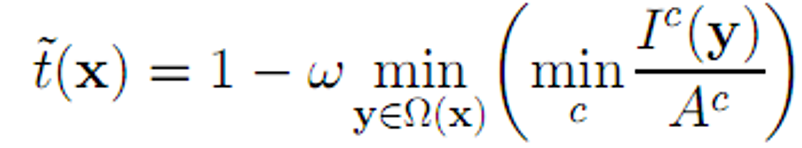 t̃(x) = 1 − ω min_{y∈Ω(x)} ( min_c I^c(y) / A^c )